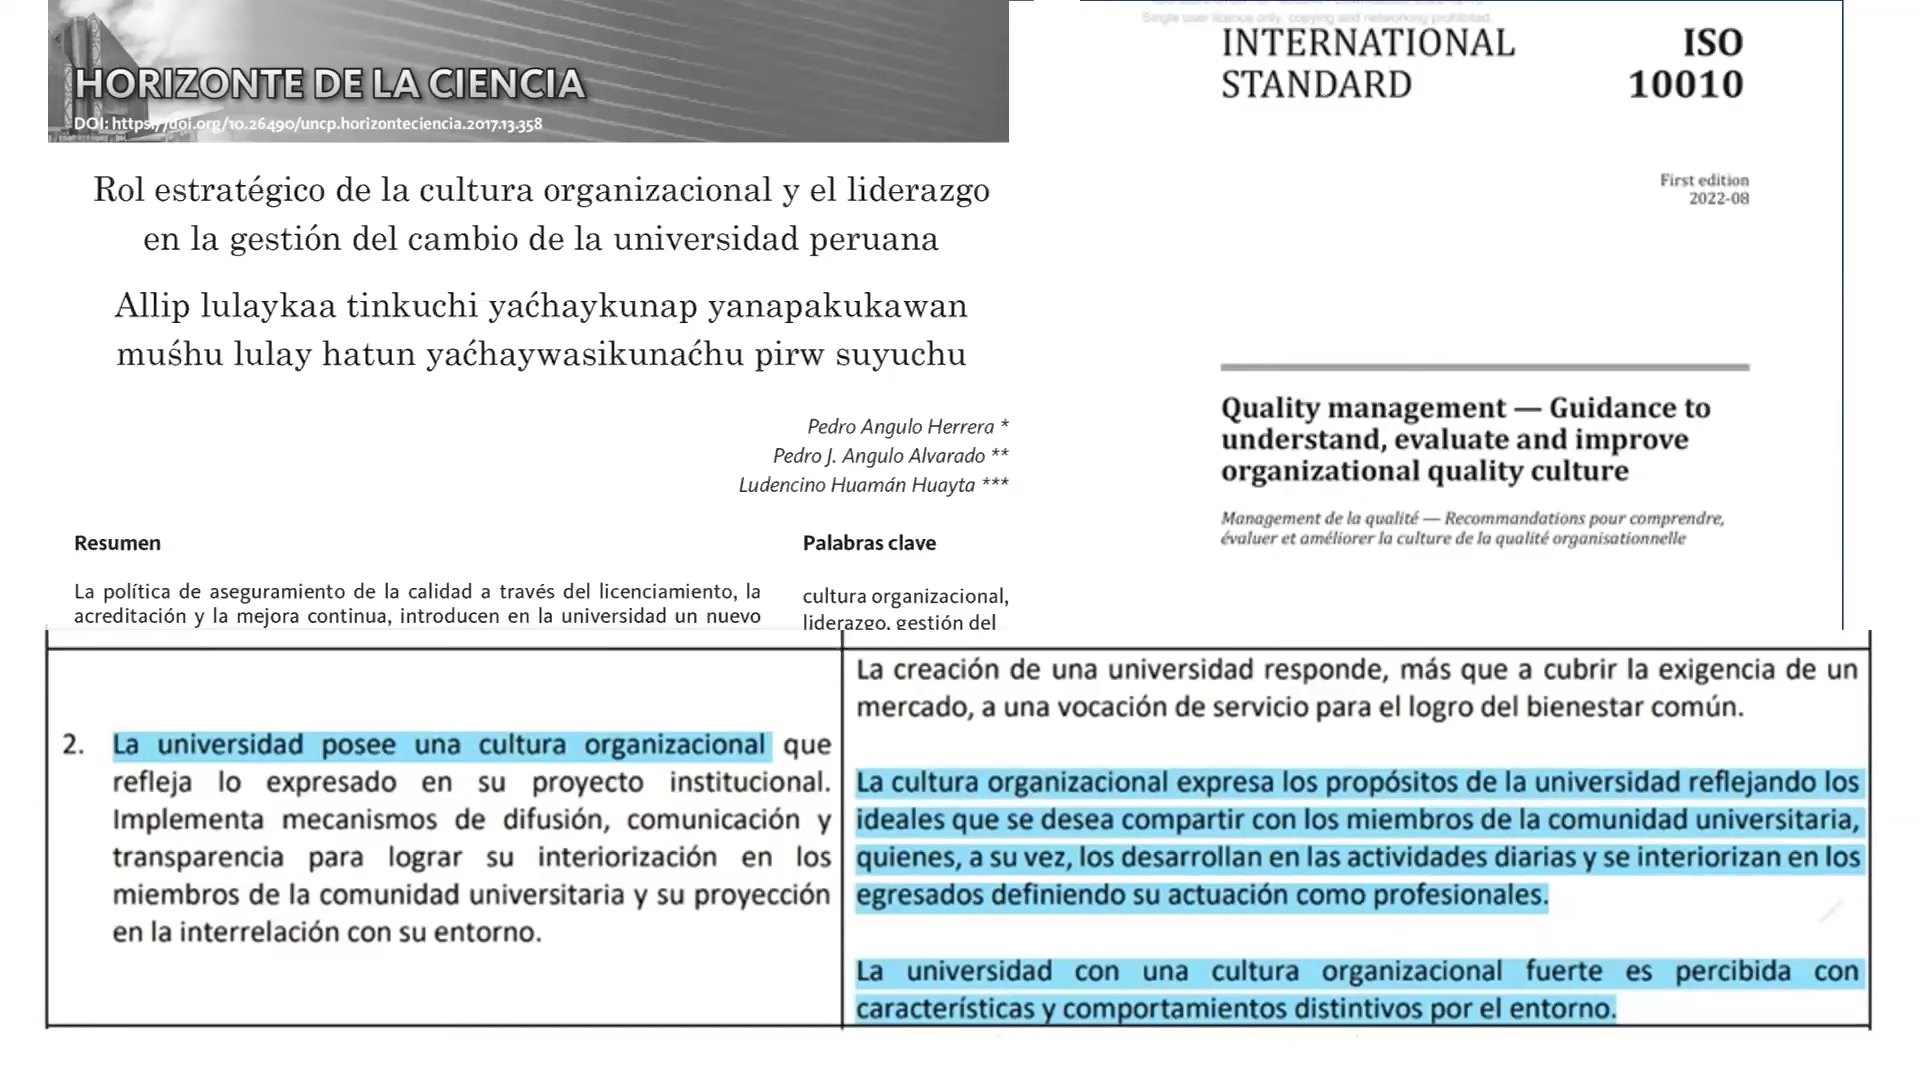 HORIZONTE DE LA CIENCIA
DOI: https://doi.org/10.26490/uncp.horizonteciencia.2017.13.358
Rol estratégico de la cultura organizacional y el liderazgo
en la gestión del cambio de la universidad peruana
Allip lulaykaa tinkuchi yaćhaykunap yanapakukawan
muśhu lulay hatun yaćhaywasikunaćhu pirw suyuchu
Pedro Angulo Herrera *
Pedro J. Angulo Alvarado **
Ludencino Huamán Huayta ***
Resumen
La política de aseguramiento de la calidad a través del licenciamiento, la
acreditación y la mejora continua, introducen en la universidad un nuevo
Palabras clave
cultura organizacional,
liderazgo, gestión del
Single user licence only, copying and networking prohibited.
INTERNATIONAL
STANDARD
ISO
10010
First edition
2022-08
Quality management — Guidance to
understand, evaluate and improve
organizational quality culture
Management de la qualité — Recommandations pour comprendre,
évaluer et améliorer la culture de la qualité organisationnelle
2. La universidad posee una cultura organizacional que
refleja lo expresado en su proyecto institucional.
Implementa mecanismos de difusión, comunicación y
transparencia para lograr su interiorización en los
miembros de la comunidad universitaria y su proyección
en la interrelación con su entorno.
La creación de una universidad responde, más que a cubrir la exigencia de un
mercado, a una vocación de servicio para el logro del bienestar común.
La cultura organizacional expresa los propósitos de la universidad reflejando los
ideales que se desea compartir con los miembros de la comunidad universitaria,
quienes, a su vez, los desarrollan en las actividades diarias y se interiorizan en los
egresados definiendo su actuación como profesionales.
La universidad con una cultura organizacional fuerte es percibida con
características y comportamientos distintivos por el entorno.